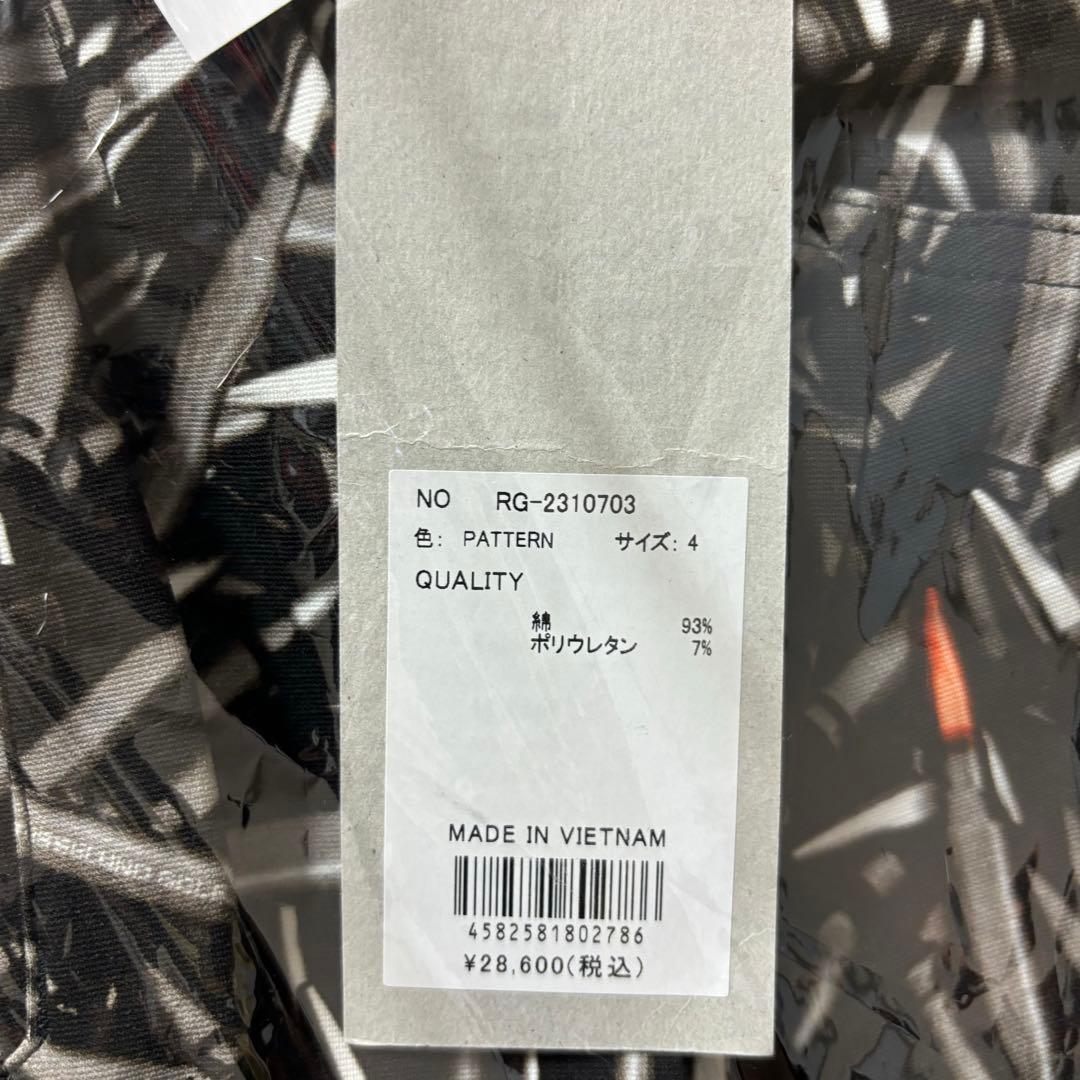 NO RG-2310703
色: PATTERN サイズ: 4
QUALITY
綿 93%
ポリウレタン 7%
MADE IN VIETNAM
4582581802786
¥28,600(税込)